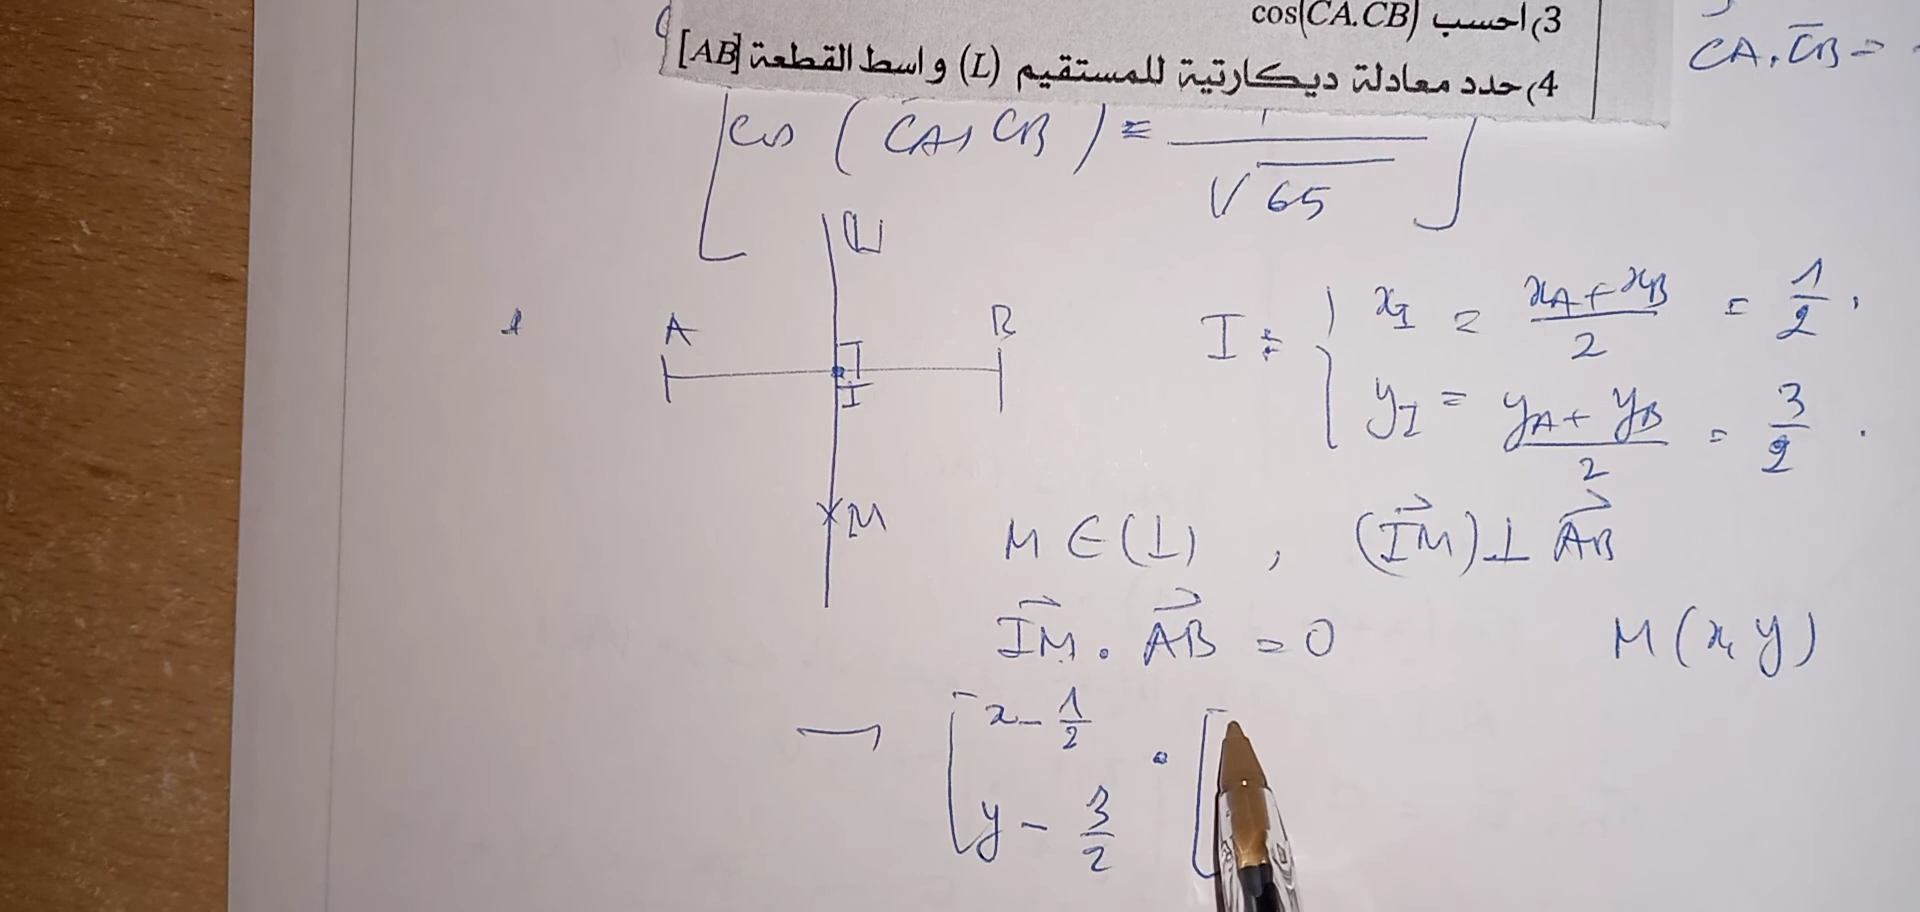 3) احسب cos(CA.CB)
4) حدد معادلة ديكارتية للمستقيم (L) واسط القطعة [AB]
CA . CB =
cos ( CA, CB ) = — / √65
(L)
A B
I
M
I : { x_I = (x_A + x_B)/2 = 1/2 .
y_I = (y_A + y_B)/2 = 3/2 .
M ∈ (L) , (IM) ⊥ AB
IM . AB = 0 M(x, y)
[ x - 1/2 . [
y - 3/2